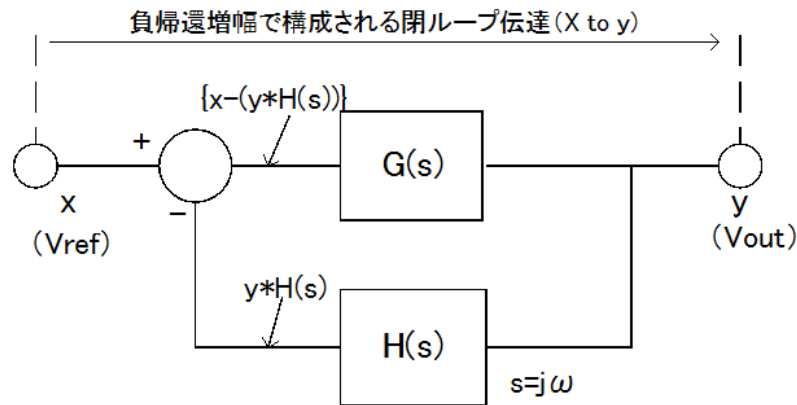 負帰還増幅で構成される閉ループ伝達(X to y)
{x-(y*H(s))}
+
G(s)
x
(Vref)
-
y
(Vout)
y*H(s)
H(s)
s=jω